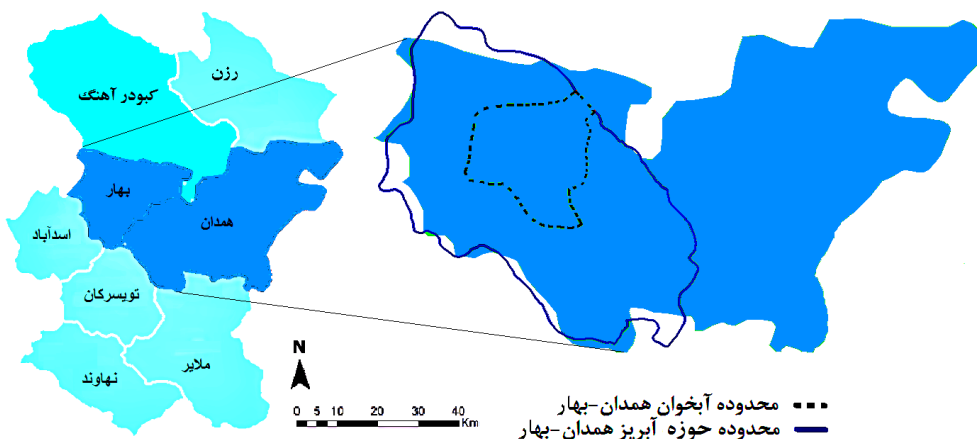 رزن
کبودر آهنگ
بهار
همدان
اسدآباد
تویسرکان
ملایر
نهاوند
N
0 5 10 20 30 40
Km
محدوده آبخوان همدان-بهار
محدوده حوزه آبریز همدان-بهار